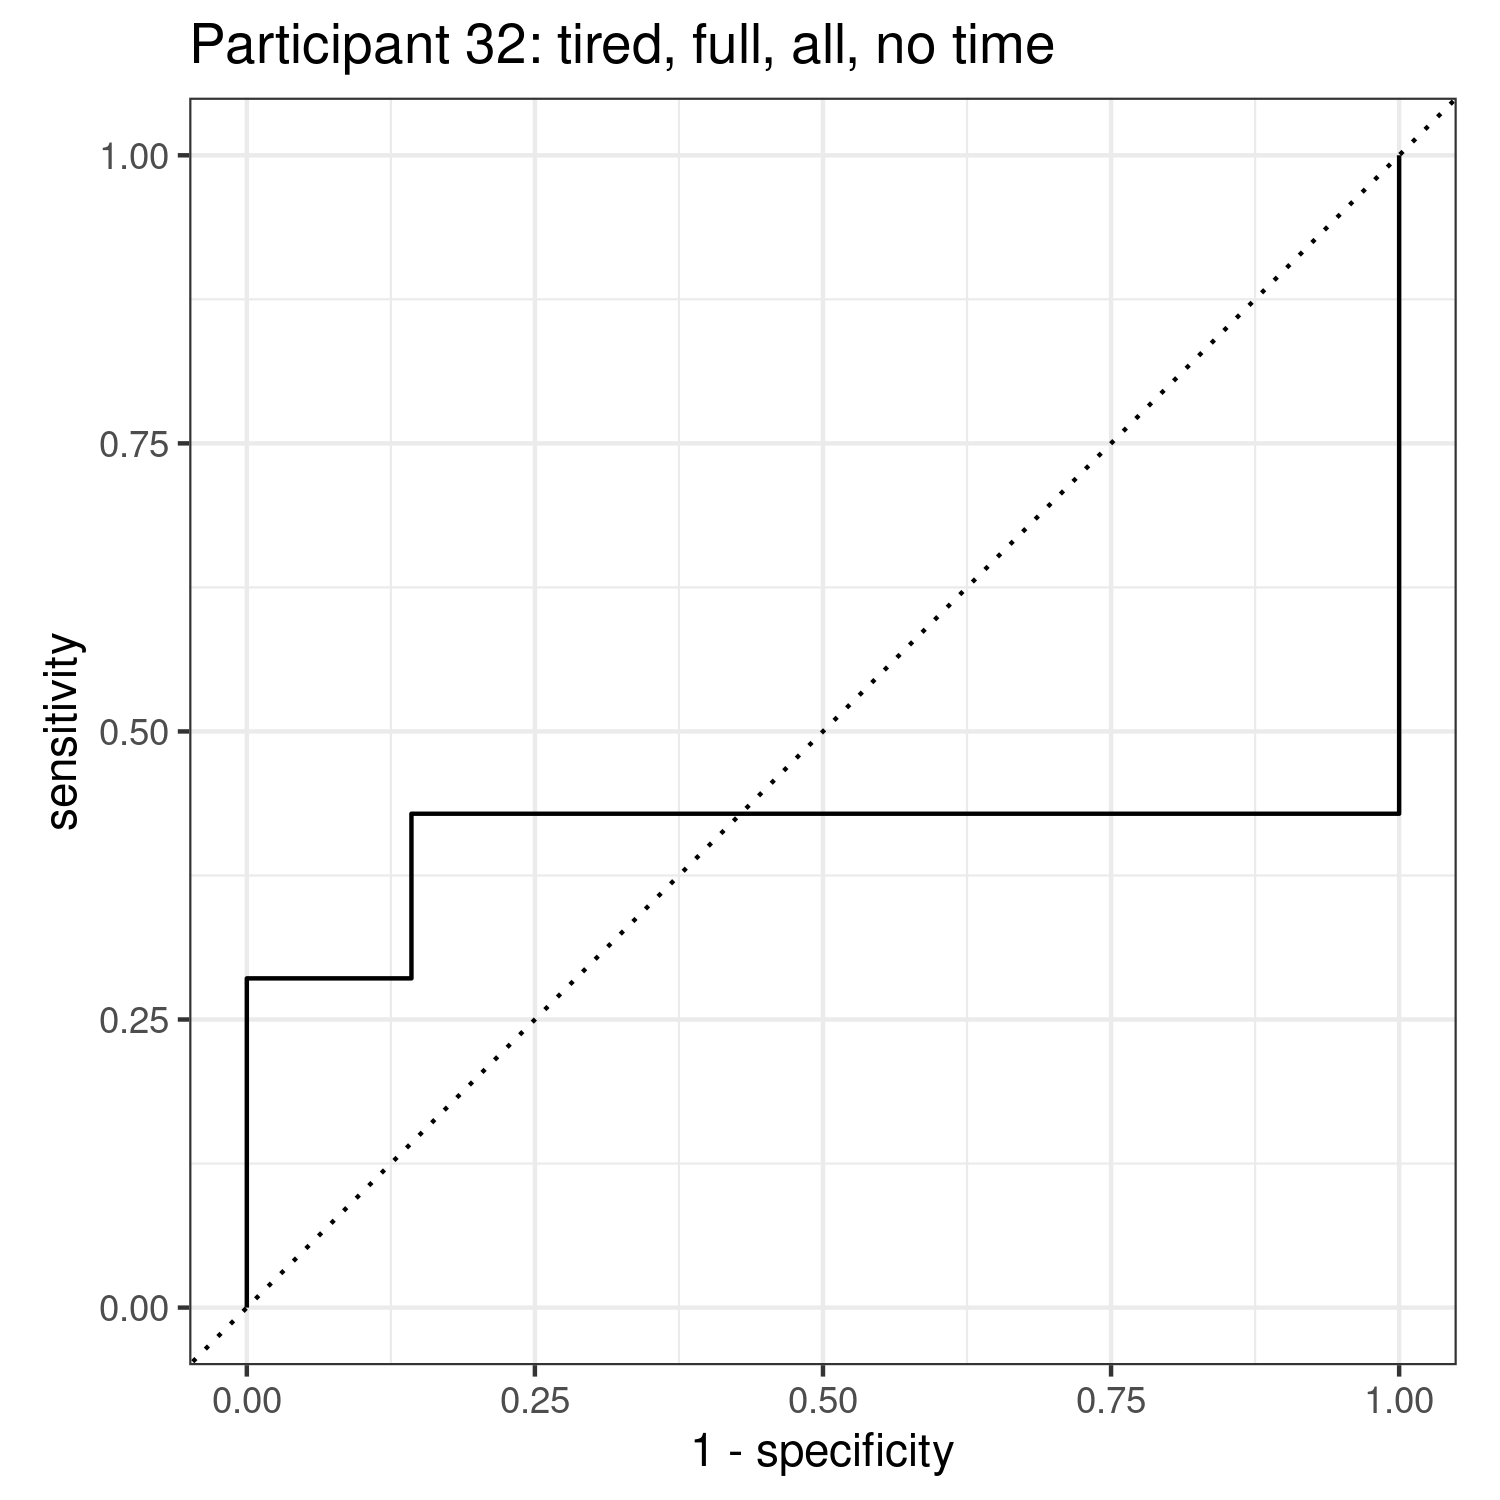 Participant 32: tired, full, all, no time
1.00
0.75
0.50
0.25
0.00
sensitivity
0.00 0.25 0.50 0.75 1.00
1 - specificity